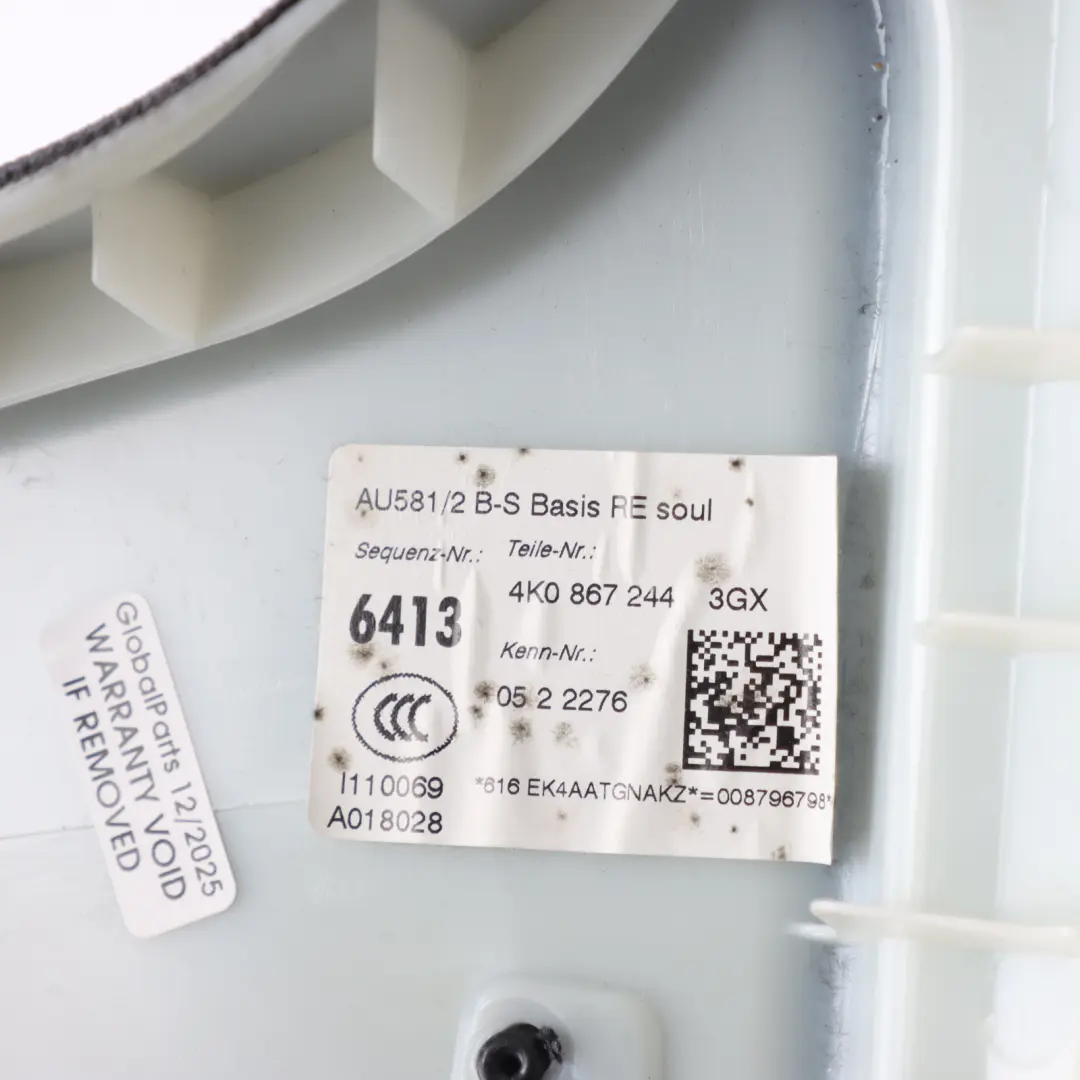 AU581/2 B-S Basis RE soul
Sequenz-Nr.: Teile-Nr.:
4K0 867 244 3GX
6413
Kenn-Nr.:
05 2 2276
CCC
I110069 *616 EK4AATGNAKZ*=008796798*
A018028
GlobalParts 12/2025
WARRANTY VOID
IF REMOVED